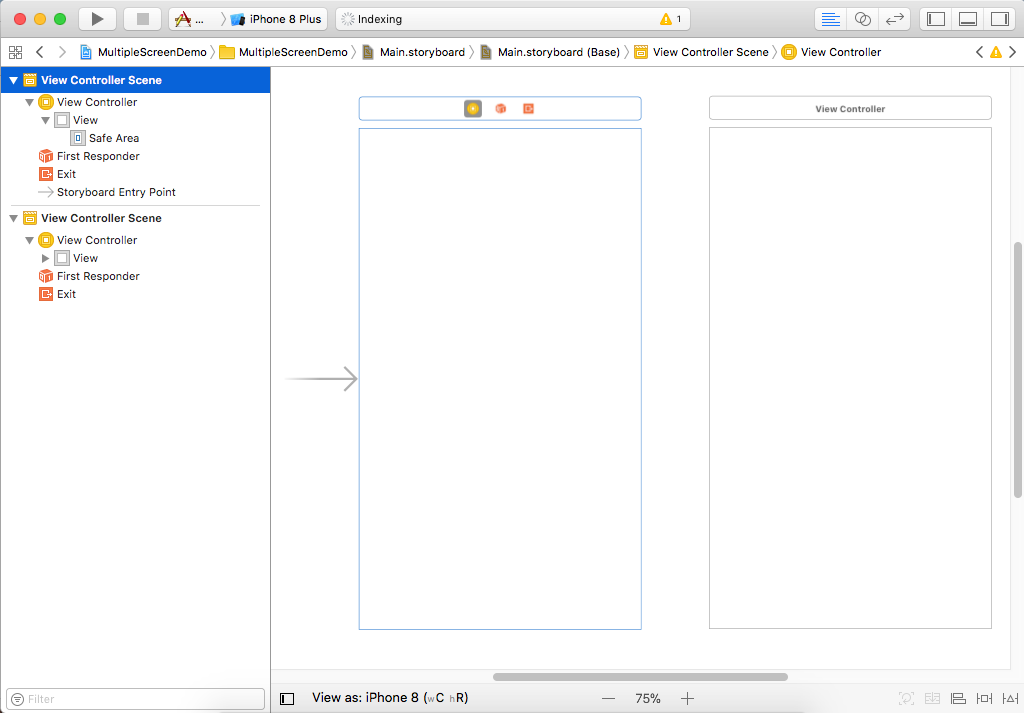 ... iPhone 8 Plus Indexing 1
MultipleScreenDemo MultipleScreenDemo Main.storyboard Main.storyboard (Base) View Controller Scene View Controller
View Controller Scene
View Controller
View
Safe Area
First Responder
Exit
Storyboard Entry Point
View Controller Scene
View Controller
View
First Responder
Exit
View Controller
Filter
View as: iPhone 8 (wC hR) 75%